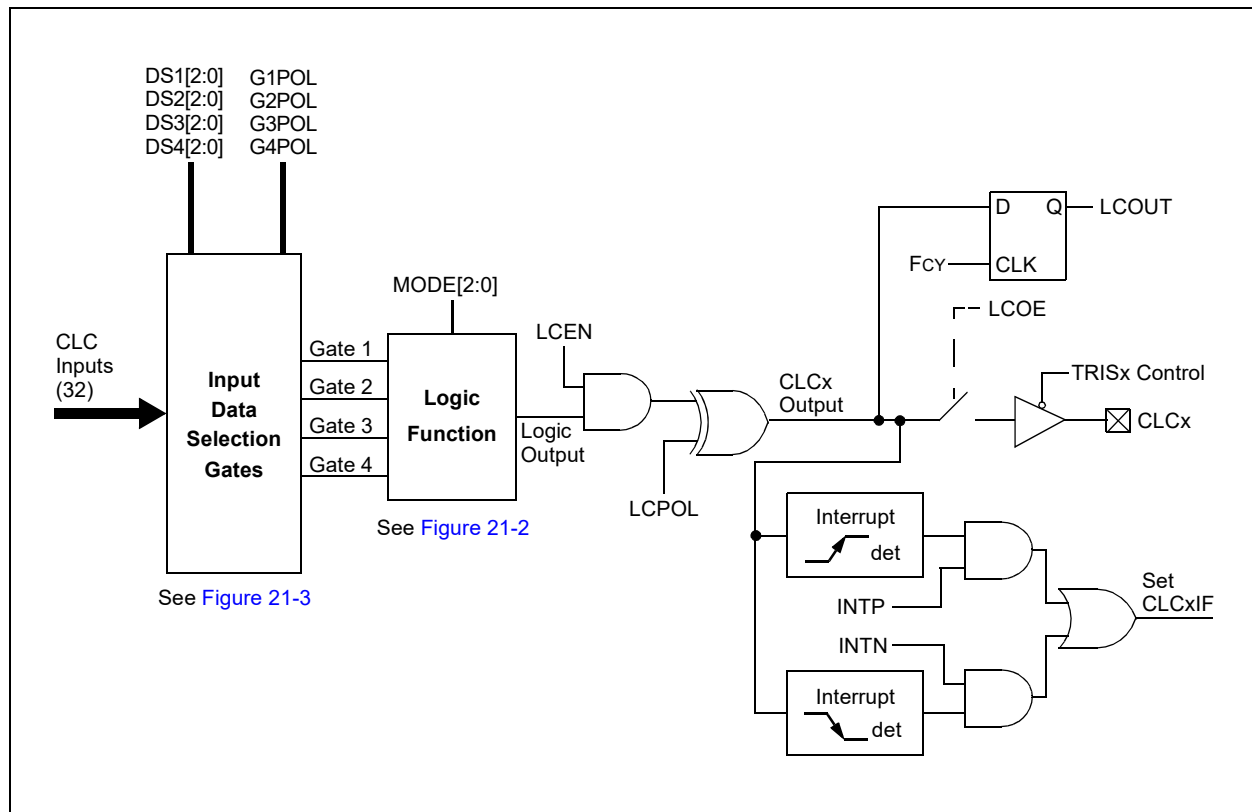 DS1[2:0] G1POL
DS2[2:0] G2POL
DS3[2:0] G3POL
DS4[2:0] G4POL
D Q LCOUT
FCY CLK
MODE[2:0]
LCOE
LCEN
CLC
Inputs
(32)
Input
Data
Selection
Gates
Gate 1
Gate 2
Gate 3
Gate 4
Logic
Function
Logic
Output
CLCx
Output
TRISx Control
CLCx
LCPOL
See Figure 21-2
See Figure 21-3
Interrupt
det
INTP
INTN
Set
CLCxIF
Interrupt
det